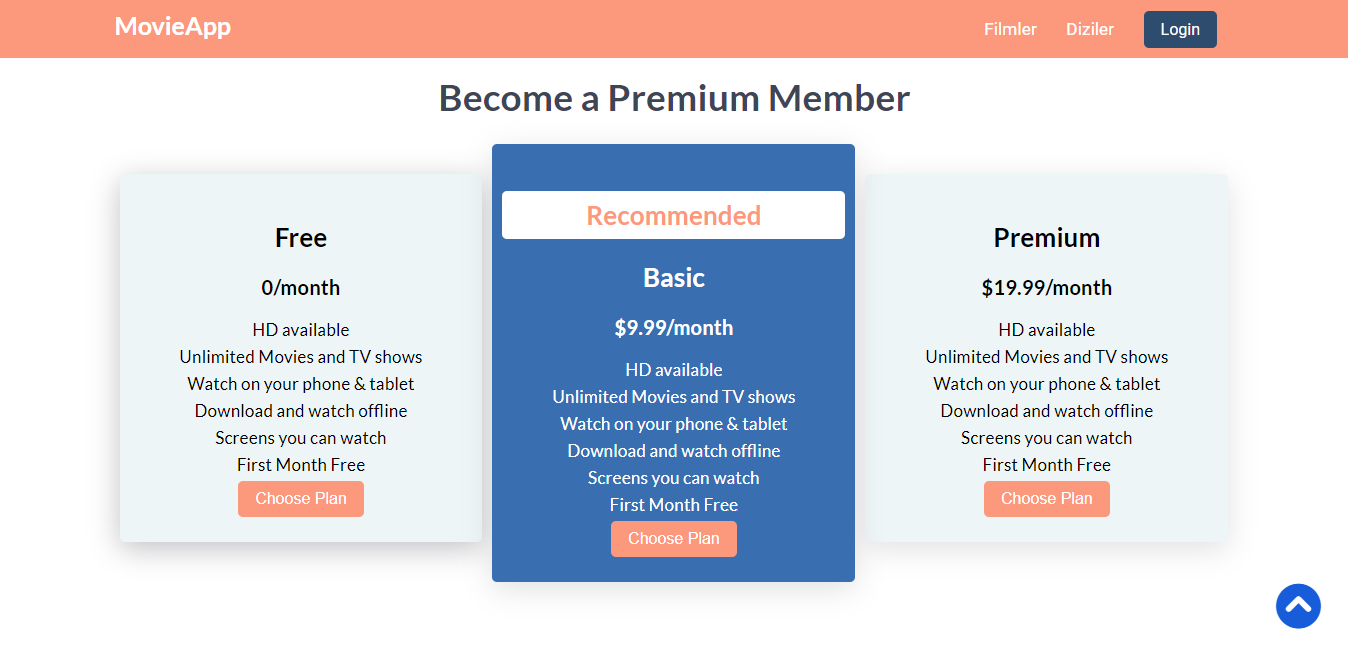 MovieApp
Filmler
Diziler
Login
Become a Premium Member
Free
0/month
HD available
Unlimited Movies and TV shows
Watch on your phone & tablet
Download and watch offline
Screens you can watch
First Month Free
Choose Plan
Recommended
Basic
$9.99/month
HD available
Unlimited Movies and TV shows
Watch on your phone & tablet
Download and watch offline
Screens you can watch
First Month Free
Choose Plan
Premium
$19.99/month
HD available
Unlimited Movies and TV shows
Watch on your phone & tablet
Download and watch offline
Screens you can watch
First Month Free
Choose Plan